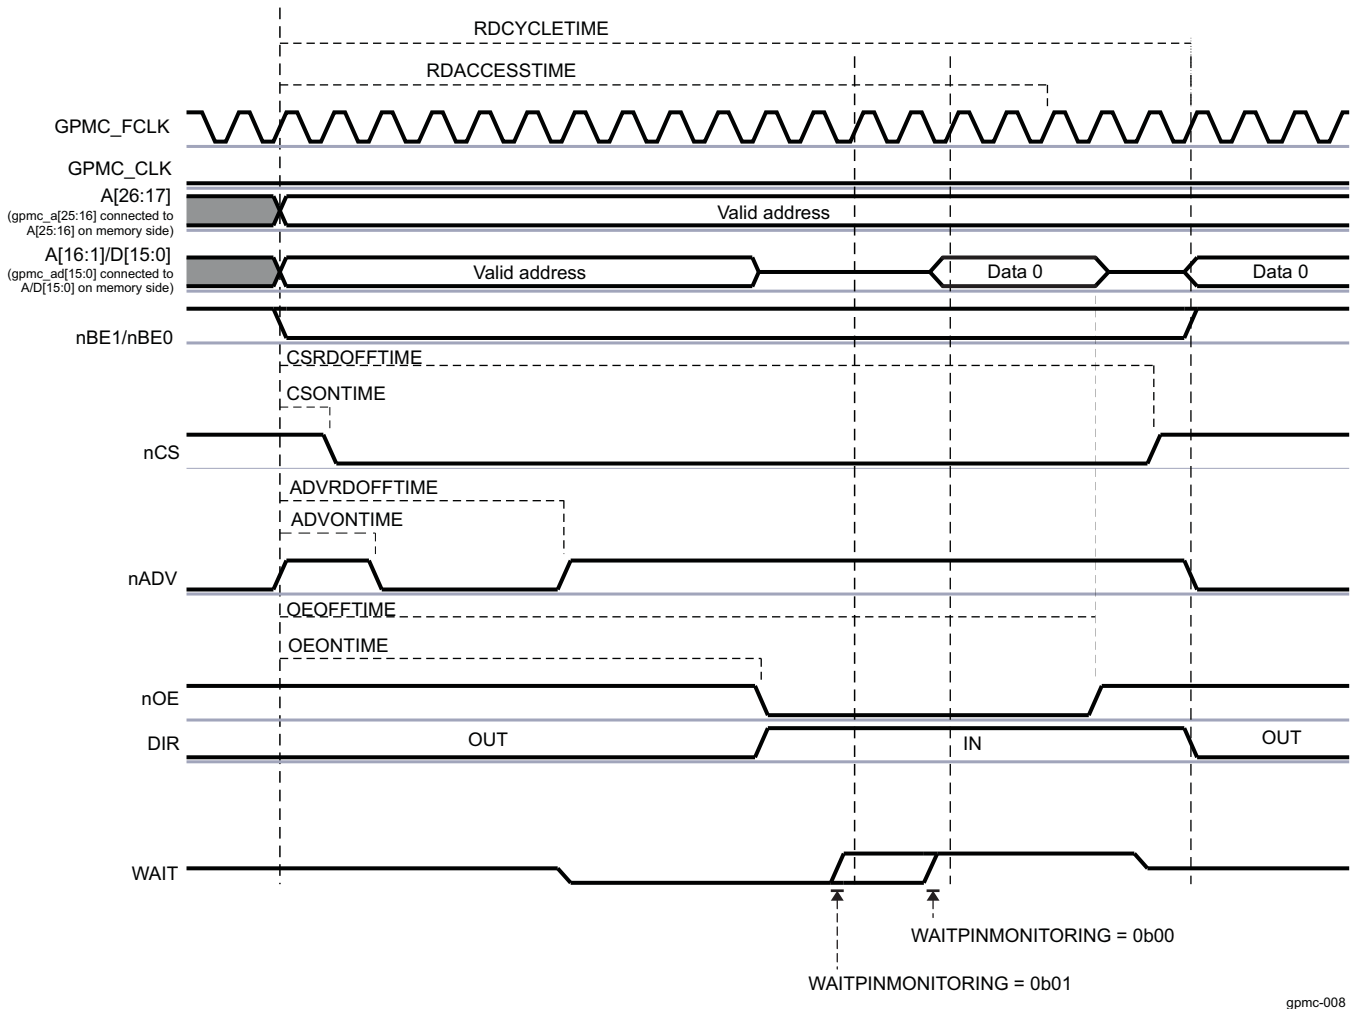 RDCYCLETIME
RDACCESSTIME
GPMC_FCLK
GPMC_CLK
A[26:17]
(gpmc_a[25:16] connected to
A[25:16] on memory side)
Valid address
A[16:1]/D[15:0]
(gpmc_ad[15:0] connected to
A/D[15:0] on memory side)
Valid address
Data 0
Data 0
nBE1/nBE0
CSRDOFFTIME
CSONTIME
nCS
ADVRDOFFTIME
ADVONTIME
nADV
OEOFFTIME
OEONTIME
nOE
DIR
OUT
IN
OUT
WAIT
WAITPINMONITORING = 0b00
WAITPINMONITORING = 0b01
gpmc-008